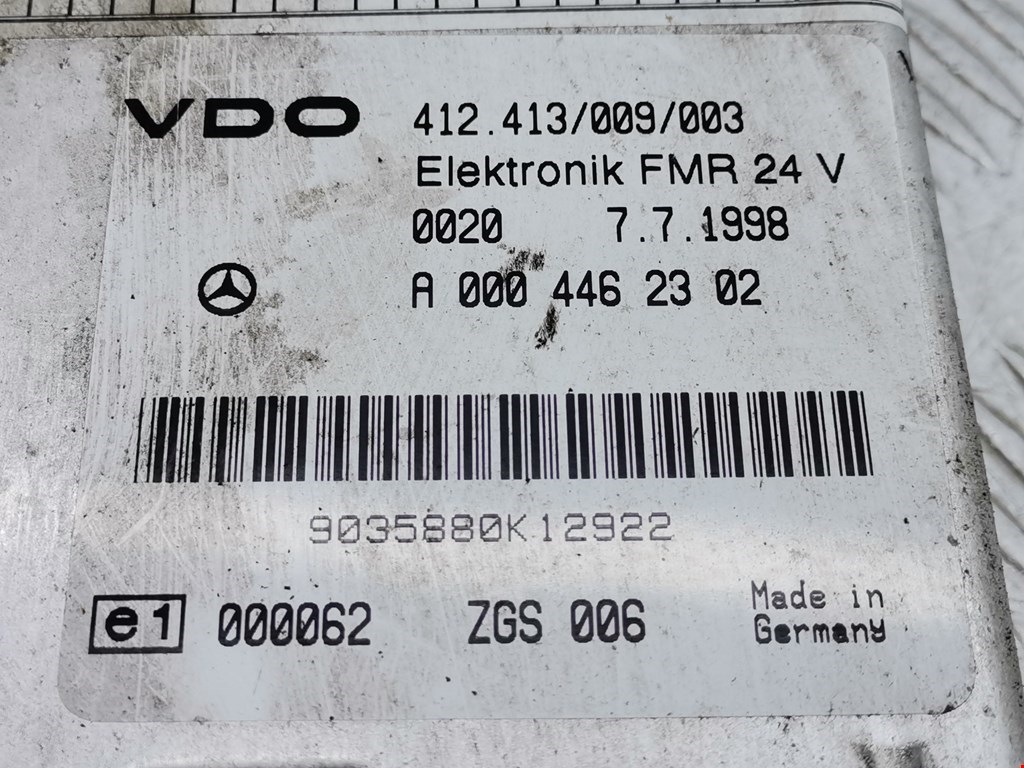 VDO 412.413/009/003
Elektronik FMR 24 V
0020 7.7.1998
A 000 446 23 02
9035880K12922
e1 000062 ZGS 006 Made in
Germany